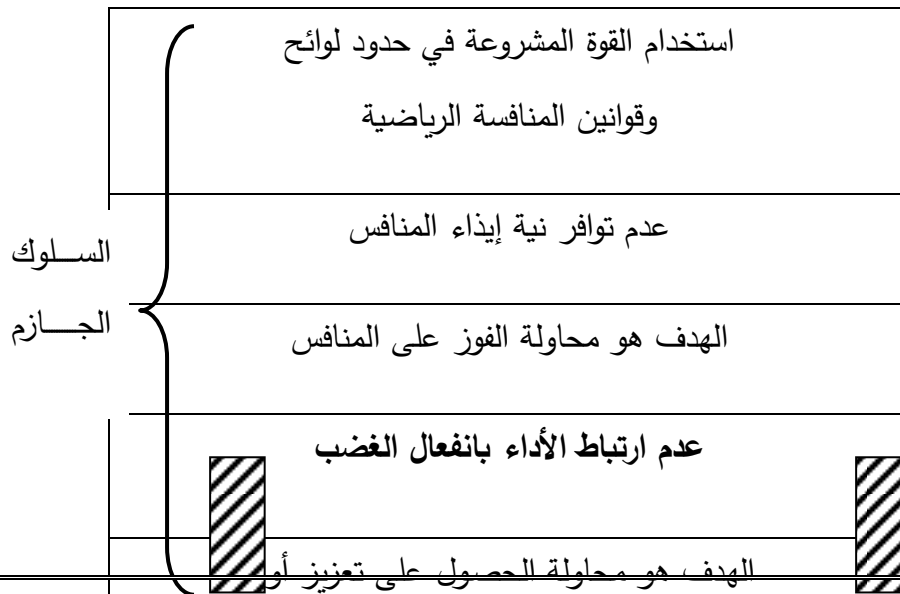 استخدام القوة المشروعة في حدود لوائح
وقوانين المنافسة الرياضية
عدم توافر نية إيذاء المنافس
السلوك
الجازم
الهدف هو محاولة الفوز على المنافس
عدم ارتباط الأداء بانفعال الغضب
الهدف هو محاولة الحصول على تعزيز أو